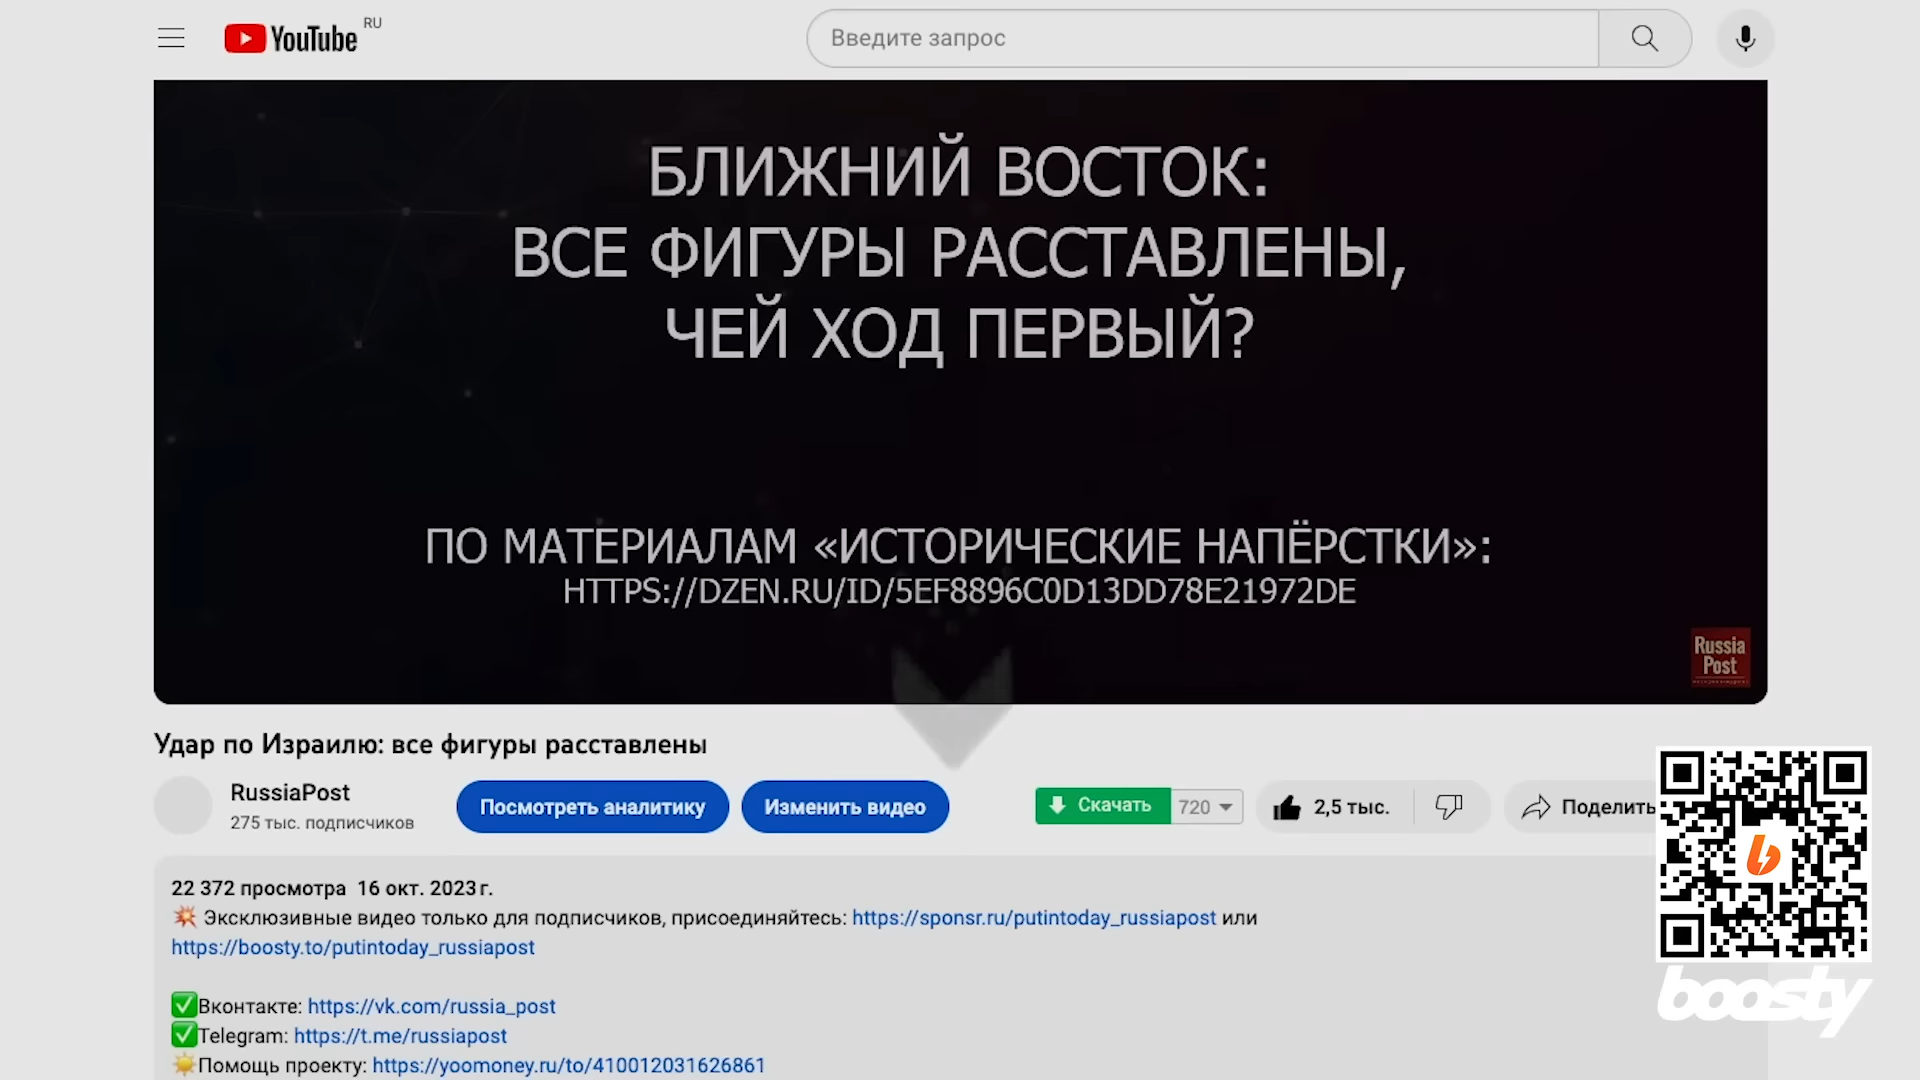 YouTube RU
Введите запрос
БЛИЖНИЙ ВОСТОК:
ВСЕ ФИГУРЫ РАССТАВЛЕНЫ,
ЧЕЙ ХОД ПЕРВЫЙ?
ПО МАТЕРИАЛАМ «ИСТОРИЧЕСКИЕ НАПЁРСТКИ»:
HTTPS://DZEN.RU/ID/5EF8896C0D13DD78E21972DE
Russia
Post
Удар по Израилю: все фигуры расставлены
RussiaPost
275 тыс. подписчиков
Посмотреть аналитику
Изменить видео
Скачать
720
2,5 тыс.
Поделить
22 372 просмотра 16 окт. 2023 г.
💥 Эксклюзивные видео только для подписчиков, присоединяйтесь: https://sponsr.ru/putintoday_russiapost или
https://boosty.to/putintoday_russiapost
✅Вконтакте: https://vk.com/russia_post
✅Telegram: https://t.me/russiapost
☀️Помощь проекту: https://yoomoney.ru/to/410012031626861
boosty